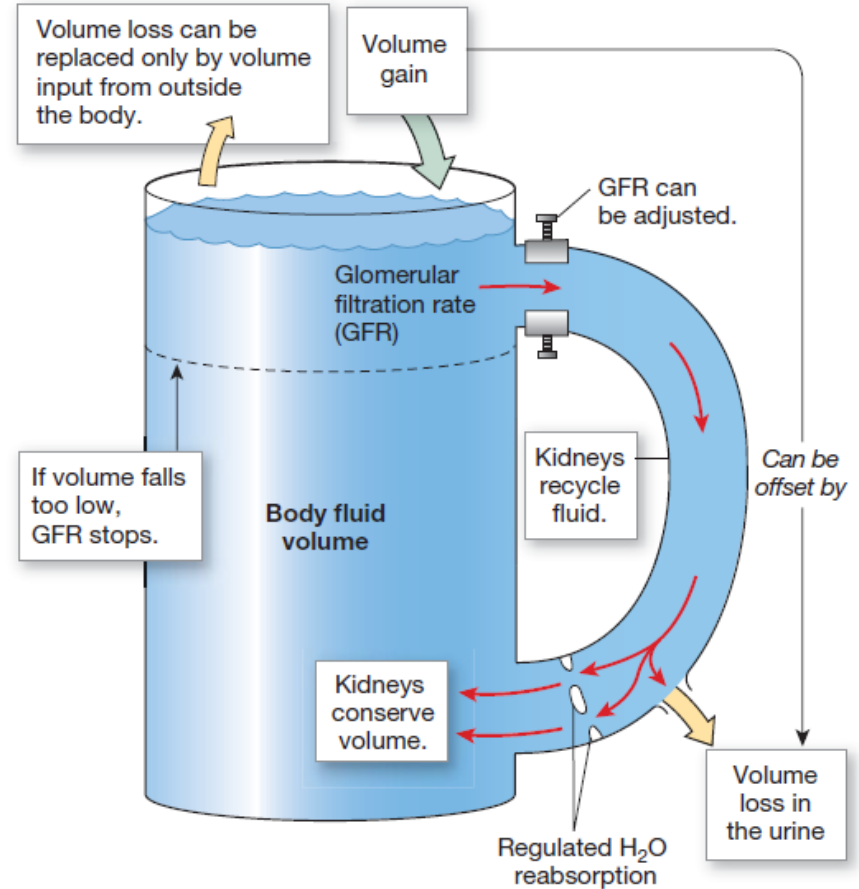 Volume loss can be
replaced only by volume
input from outside
the body.
Volume
gain
GFR can
be adjusted.
Glomerular
filtration rate
(GFR)
If volume falls
too low,
GFR stops.
Body fluid
volume
Kidneys
recycle
fluid.
Can be
offset by
Kidneys
conserve
volume.
Volume
loss in
the urine
Regulated H₂O
reabsorption